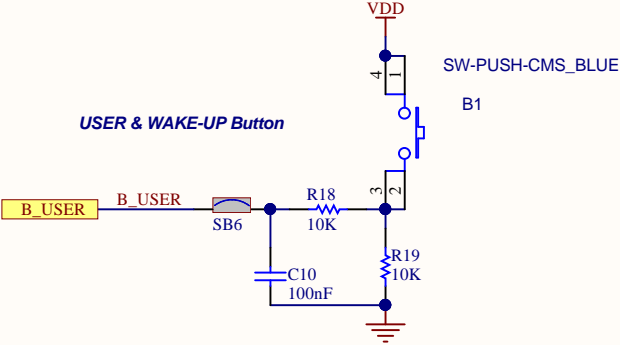 VDD
4
1
SW-PUSH-CMS_BLUE
B1
USER & WAKE-UP Button
B_USER
B_USER
SB6
R18
10K
3
2
R19
10K
C10
100nF